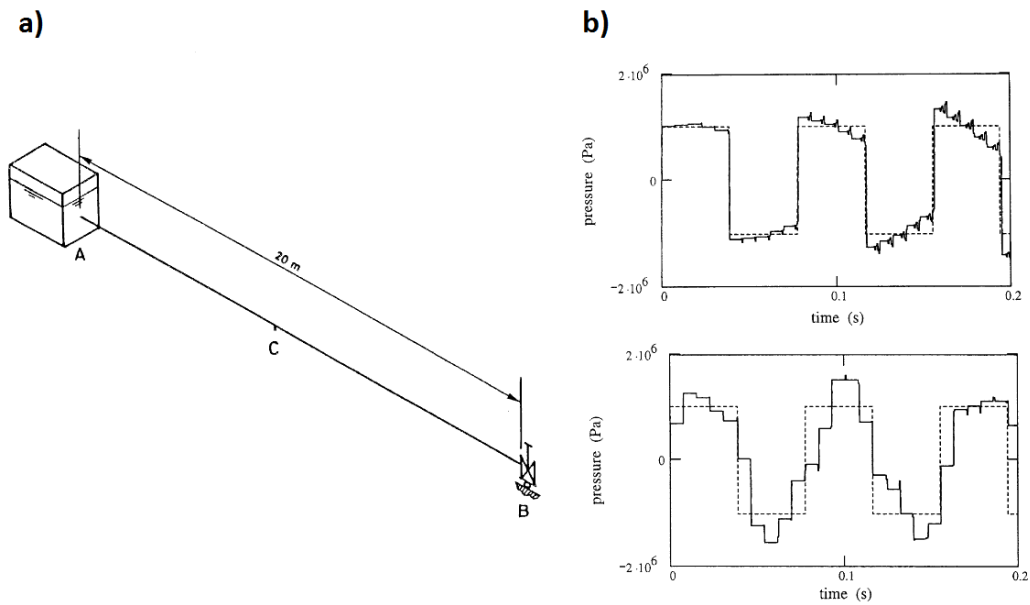 a)
A
20 m
C
B
b)
2·10⁶
0
−2·10⁶
pressure (Pa)
0
0.1
0.2
time (s)
2·10⁶
0
−2·10⁶
pressure (Pa)
0
0.1
0.2
time (s)